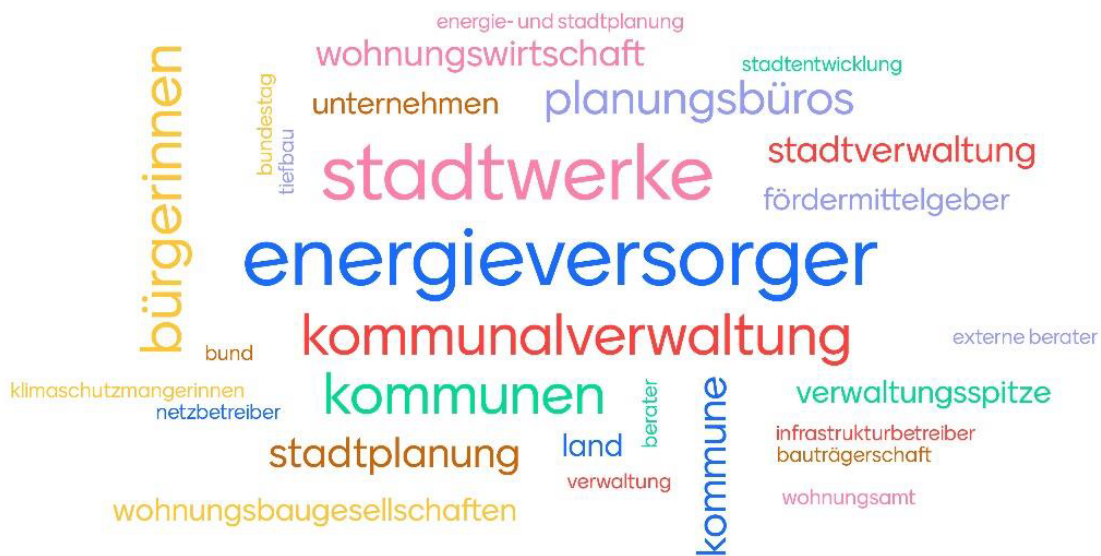 energie- und stadtplanung
wohnungswirtschaft
stadtentwicklung
bürgerinnen
bundestag
tiefbau
unternehmen
planungsbüros
stadtwerke
stadtverwaltung
fördermittelgeber
energieversorger
kommunalverwaltung
bund
externe berater
klimaschutzmangerinnen
netzbetreiber
kommunen
berater
kommune
verwaltungsspitze
stadtplanung
land
infrastrukturbetreiber
bauträgerschaft
verwaltung
wohnungsamt
wohnungsbaugesellschaften